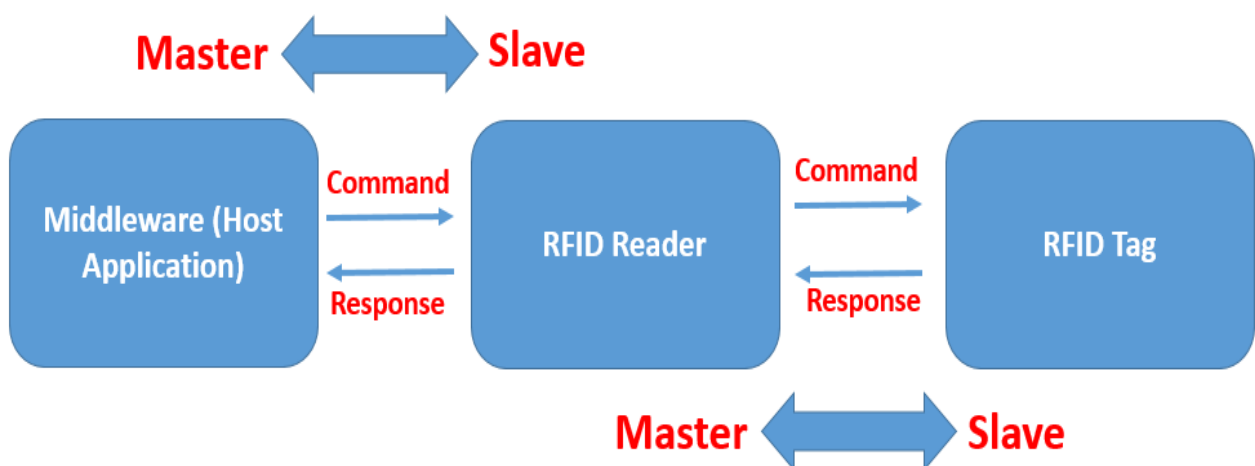 Master
Slave
Middleware (Host
Application)
Command
Response
RFID Reader
Command
Response
RFID Tag
Master
Slave